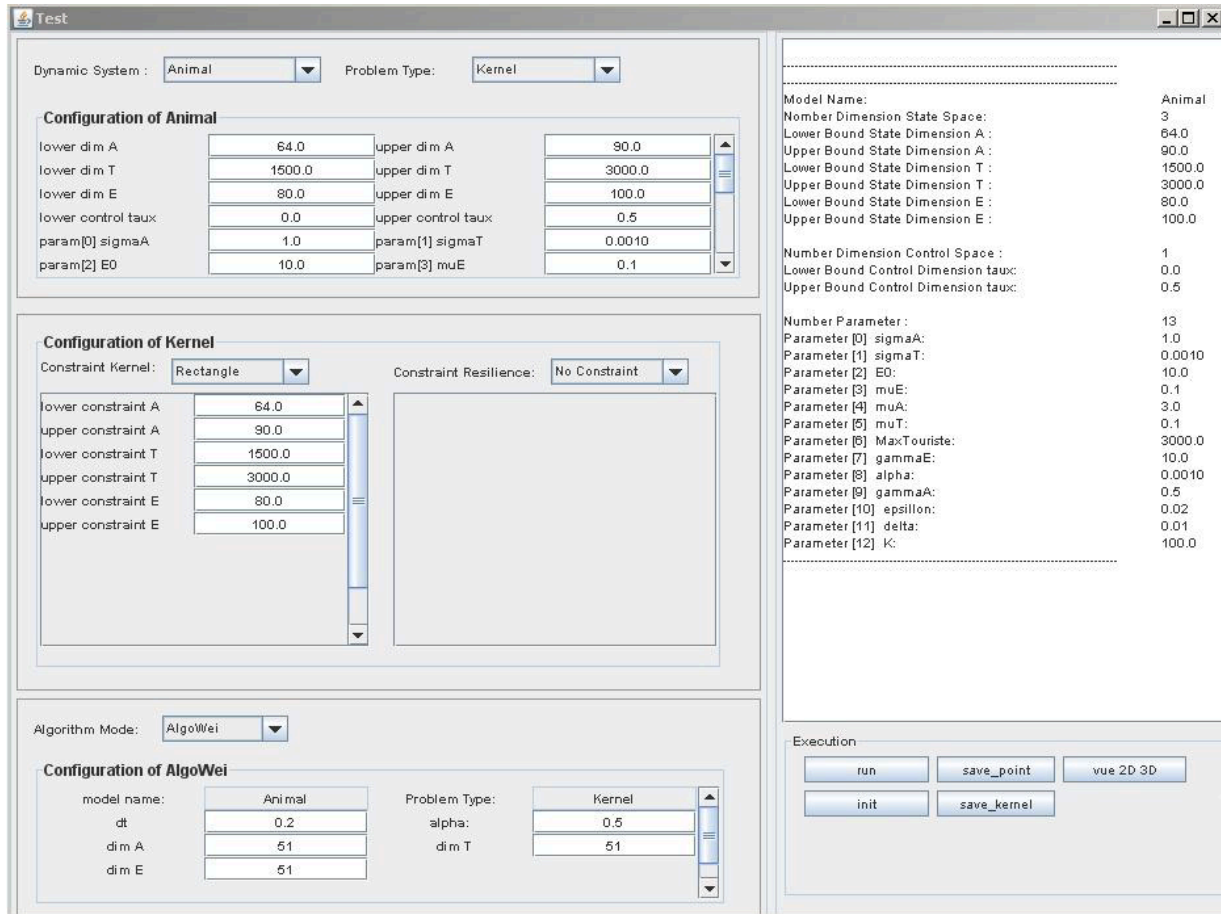 Test
Dynamic System : Animal Problem Type: Kernel
Configuration of Animal
lower dim A 64.0 upper dim A 90.0
lower dim T 1500.0 upper dim T 3000.0
lower dim E 80.0 upper dim E 100.0
lower control taux 0.0 upper control taux 0.5
param[0] sigmaA 1.0 param[1] sigmaT 0.0010
param[2] E0 10.0 param[3] muE 0.1
Configuration of Kernel
Constraint Kernel: Rectangle Constraint Resilience: No Constraint
lower constraint A 64.0
upper constraint A 90.0
lower constraint T 1500.0
upper constraint T 3000.0
lower constraint E 80.0
upper constraint E 100.0
Algorithm Mode: AlgoWei
Configuration of AlgoWei
model name: Animal Problem Type: Kernel
dt 0.2 alpha: 0.5
dim A 51 dim T 51
dim E 51
Model Name: Animal
Nomber Dimension State Space: 3
Lower Bound State Dimension A : 64.0
Upper Bound State Dimension A : 90.0
Lower Bound State Dimension T : 1500.0
Upper Bound State Dimension T : 3000.0
Lower Bound State Dimension E : 80.0
Upper Bound State Dimension E : 100.0
Number Dimension Control Space : 1
Lower Bound Control Dimension taux: 0.0
Upper Bound Control Dimension taux: 0.5
Number Parameter : 13
Parameter [0] sigmaA: 1.0
Parameter [1] sigmaT: 0.0010
Parameter [2] E0: 10.0
Parameter [3] muE: 0.1
Parameter [4] muA: 3.0
Parameter [5] muT: 0.1
Parameter [6] MaxTouriste: 3000.0
Parameter [7] gammaE: 10.0
Parameter [8] alpha: 0.0010
Parameter [9] gammaA: 0.5
Parameter [10] epsillon: 0.02
Parameter [11] delta: 0.01
Parameter [12] K: 100.0
Execution
run save_point vue 2D 3D
init save_kernel